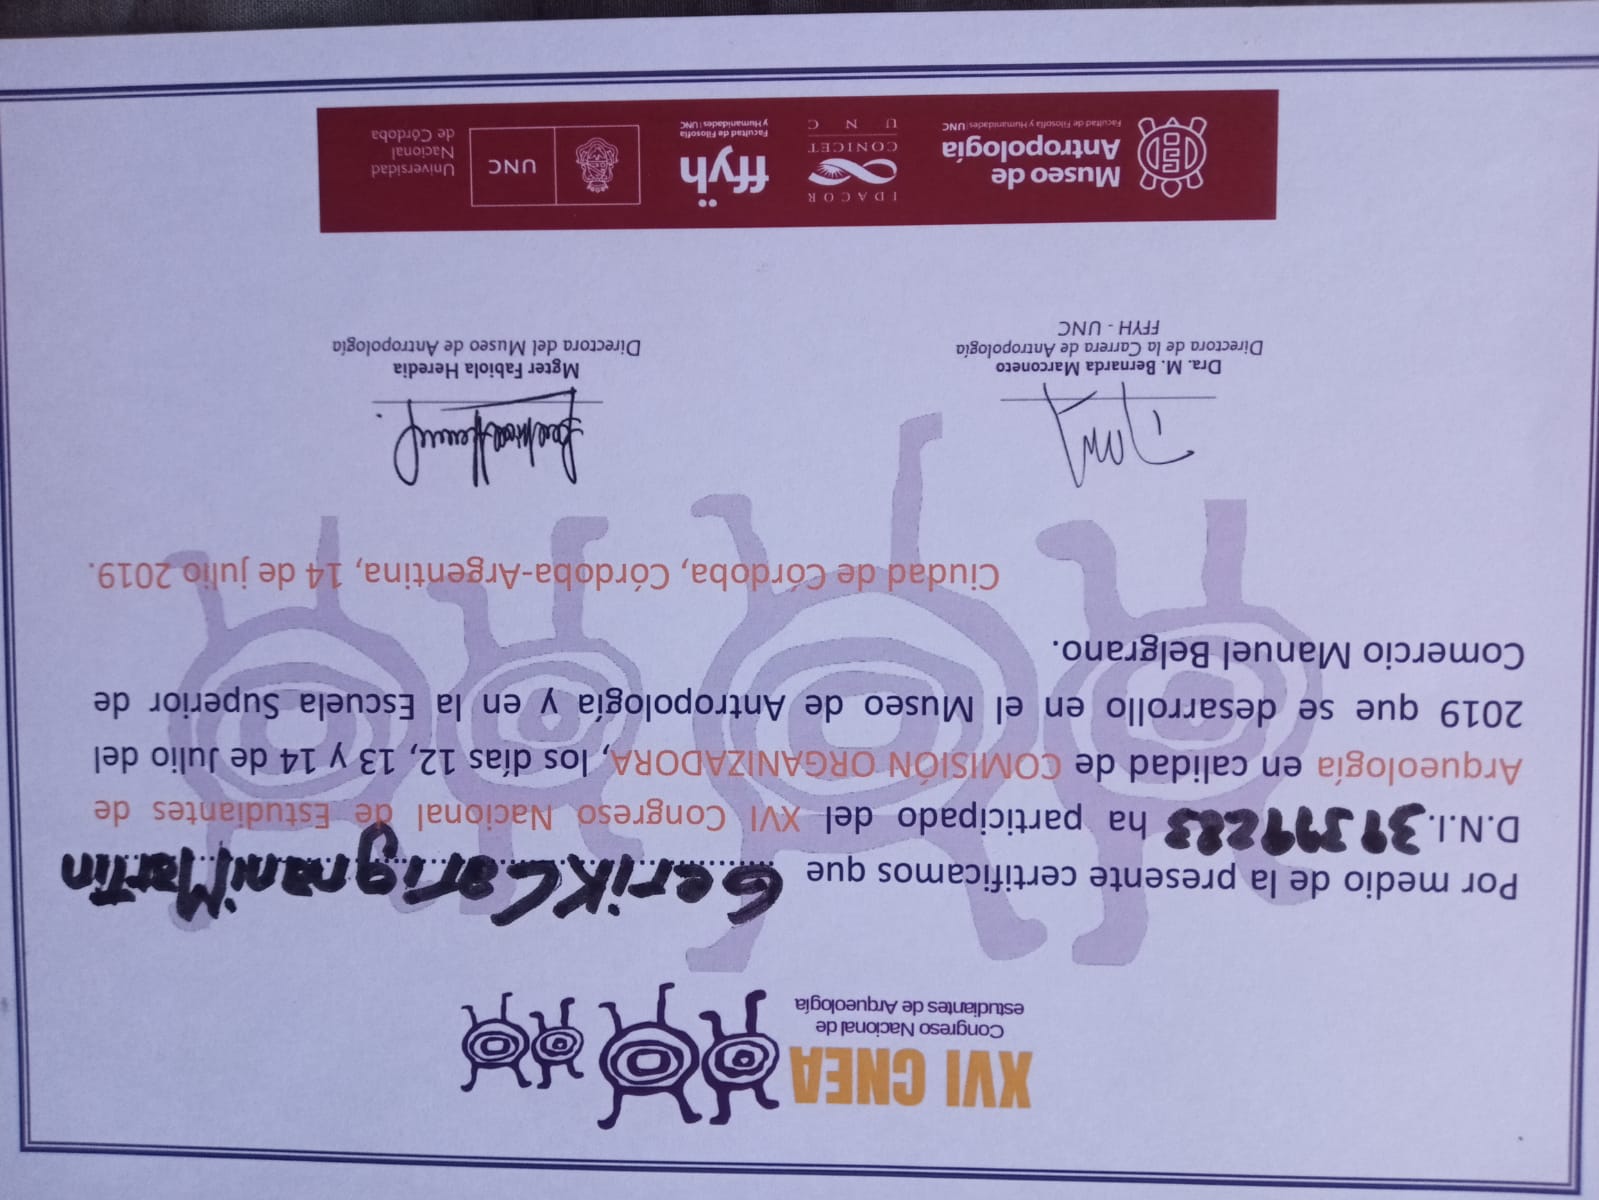 XVI CNEA
Congreso Nacional de
estudiantes de Arqueología
Por medio de la presente certificamos que Gerik Carignani Martin
D.N.I. 39399283 ha participado del XVI Congreso Nacional de Estudiantes de
Arqueología en calidad de COMISIÓN ORGANIZADORA, los días 12, 13 y 14 de Julio del
2019 que se desarrollo en el Museo de Antropología y en la Escuela Superior de
Comercio Manuel Belgrano.
Ciudad de Córdoba, Córdoba-Argentina, 14 de julio 2019.
Dra. M. Bernarda Marconeto
Directora de la Carrera de Antropología
FFYH - UNC
Mgter Fabiola Heredia
Directora del Museo de Antropología
Museo de
Antropología
Facultad de Filosofía y Humanidades | UNC
IDACOR
CONICET
UNC
ffyh
Facultad de Filosofía
y Humanidades | UNC
UNC
Universidad
Nacional
de Córdoba